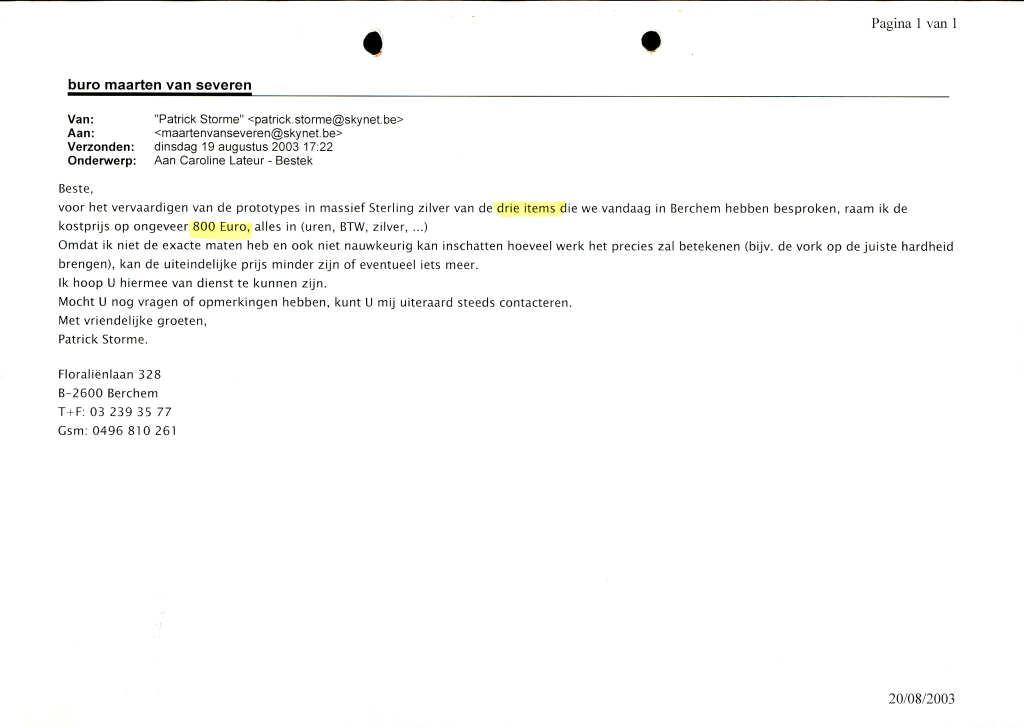 Pagina 1 van 1
buro maarten van severen
Van: "Patrick Storme" <patrick.storme@skynet.be>
Aan: <maartenvanseveren@skynet.be>
Verzonden: dinsdag 19 augustus 2003 17:22
Onderwerp: Aan Caroline Lateur - Bestek
Beste,
voor het vervaardigen van de prototypes in massief Sterling zilver van de drie items die we vandaag in Berchem hebben besproken, raam ik de
kostprijs op ongeveer 800 Euro, alles in (uren, BTW, zilver, ...)
Omdat ik niet de exacte maten heb en ook niet nauwkeurig kan inschatten hoeveel werk het precies zal betekenen (bijv. de vork op de juiste hardheid
brengen), kan de uiteindelijke prijs minder zijn of eventueel iets meer.
Ik hoop U hiermee van dienst te kunnen zijn.
Mocht U nog vragen of opmerkingen hebben, kunt U mij uiteraard steeds contacteren.
Met vriendelijke groeten,
Patrick Storme.
Floraliënlaan 328
B-2600 Berchem
T+F: 03 239 35 77
Gsm: 0496 810 261
20/08/2003